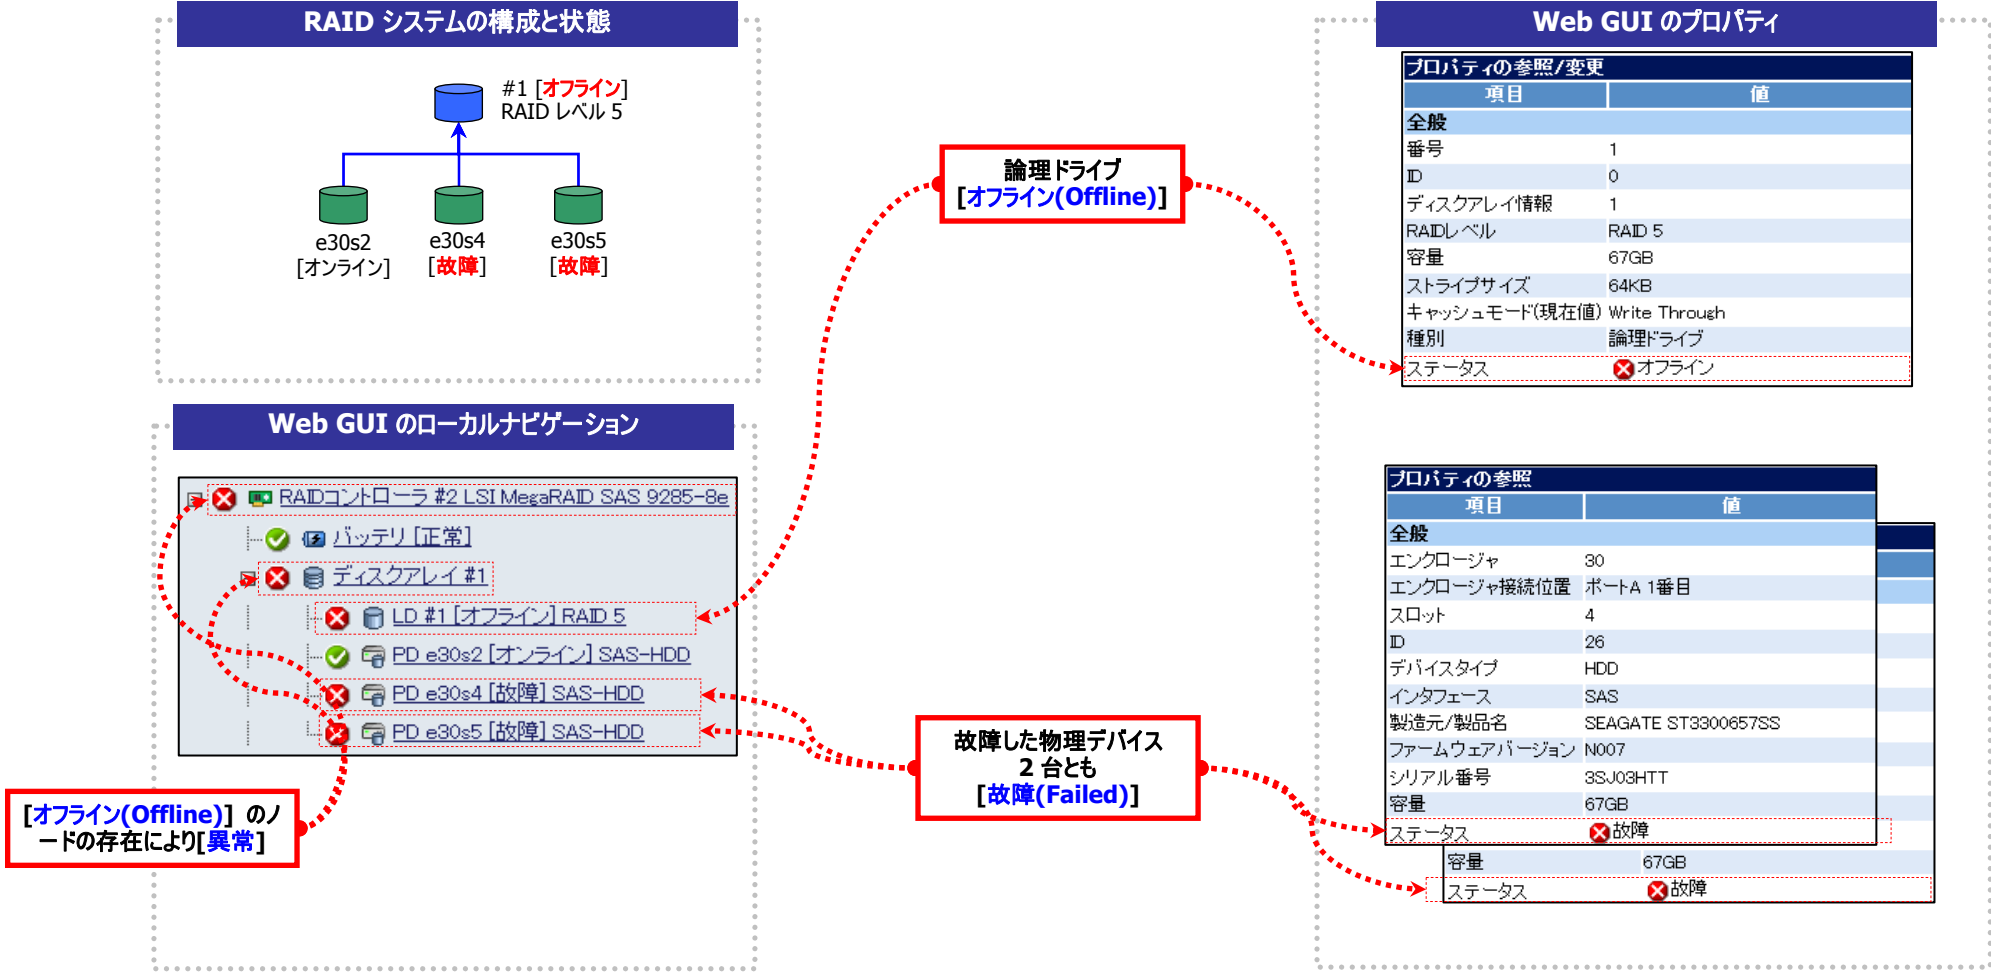 RAID システムの構成と状態
#1 [オフライン]
RAID レベル 5
e30s2
[オンライン]
e30s4
[故障]
e30s5
[故障]
Web GUI のローカルナビゲーション
RAIDコントローラ #2 LSI MegaRAID SAS 9285-8e
バッテリ [正常]
ディスクアレイ #1
LD #1 [オフライン] RAID 5
PD e30s2 [オンライン] SAS-HDD
PD e30s4 [故障] SAS-HDD
PD e30s5 [故障] SAS-HDD
[オフライン(Offline)] のノ
ードの存在により[異常]
論理ドライブ
[オフライン(Offline)]
故障した物理デバイス
2 台とも
[故障(Failed)]
Web GUI のプロパティ
プロパティの参照/変更
項目 値
全般
番号 1
ID 0
ディスクアレイ情報 1
RAIDレベル RAID 5
容量 67GB
ストライプサイズ 64KB
キャッシュモード(現在値) Write Through
種別 論理ドライブ
ステータス オフライン
プロパティの参照
項目 値
全般
エンクロージャ 30
エンクロージャ接続位置 ポートA 1番目
スロット 4
ID 26
デバイスタイプ HDD
インタフェース SAS
製造元/製品名 SEAGATE ST3300657SS
ファームウェアバージョン N007
シリアル番号 3SJ03HTT
容量 67GB
ステータス 故障
容量 67GB
ステータス 故障